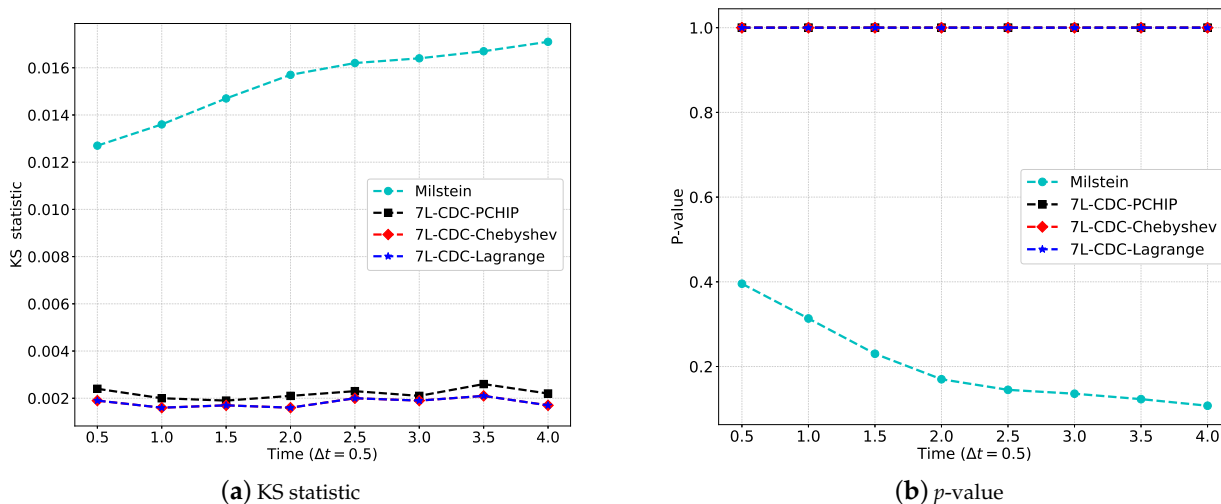 KS statistic
0.016
0.014
0.012
0.010
0.008
0.006
0.004
0.002
0.5 1.0 1.5 2.0 2.5 3.0 3.5 4.0
Time (Δt = 0.5)
Milstein
7L-CDC-PCHIP
7L-CDC-Chebyshev
7L-CDC-Lagrange
(a) KS statistic
P-value
1.0
0.8
0.6
0.4
0.2
0.5 1.0 1.5 2.0 2.5 3.0 3.5 4.0
Time (Δt = 0.5)
Milstein
7L-CDC-PCHIP
7L-CDC-Chebyshev
7L-CDC-Lagrange
(b) p-value